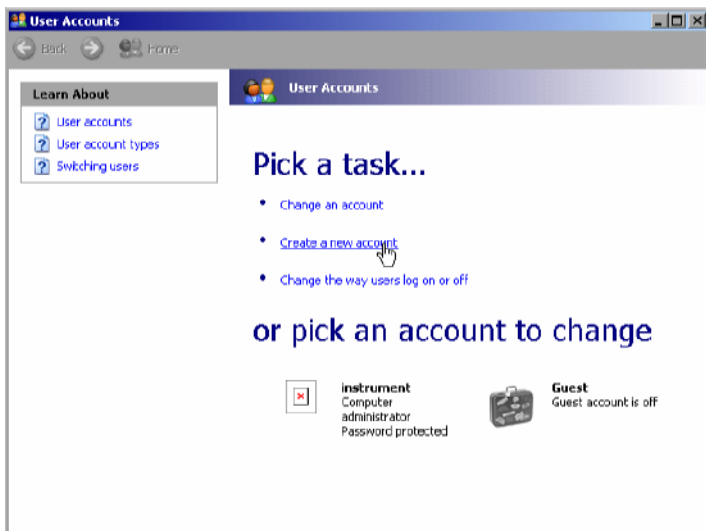 User Accounts
Back Home
Learn About
User accounts
User account types
Switching users
User Accounts
Pick a task...
Change an account
Create a new account
Change the way users log on or off
or pick an account to change
instrument
Computer
administrator
Password protected
Guest
Guest account is off